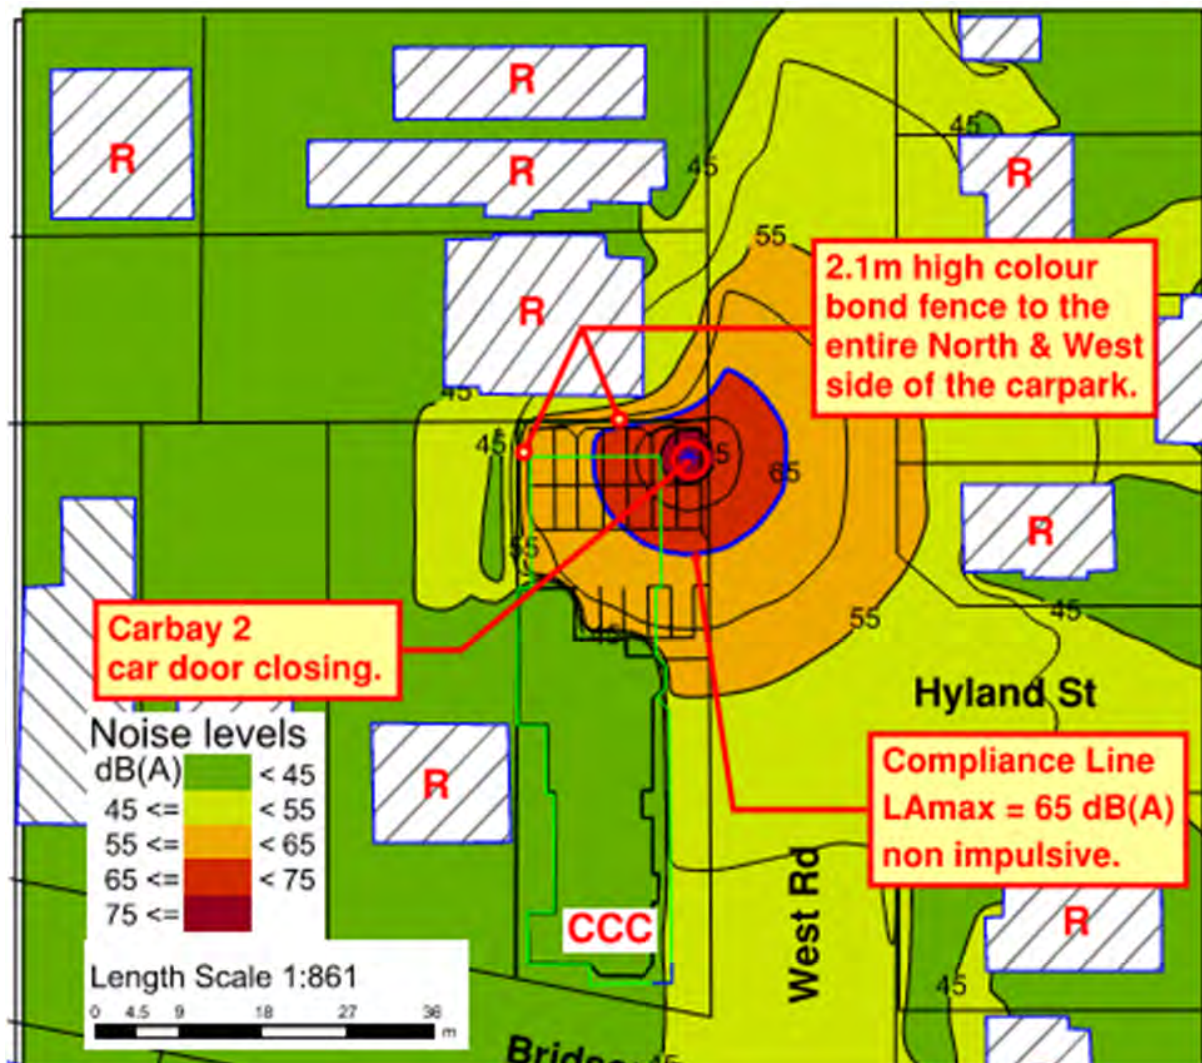 R
R
R
R
R
45
45
55
2.1m high colour
bond fence to the
entire North & West
side of the carpark.
45
45
65
R
55
45
55
45
Carbay 2
car door closing.
Hyland St
Noise levels
dB(A)
< 45
45 <=
< 55
55 <=
< 65
65 <=
< 75
75 <=
R
Compliance Line
LAmax = 65 dB(A)
non impulsive.
West Rd
CCC
R
45
Length Scale 1:861
0 4.5 9 18 27 36
m
45